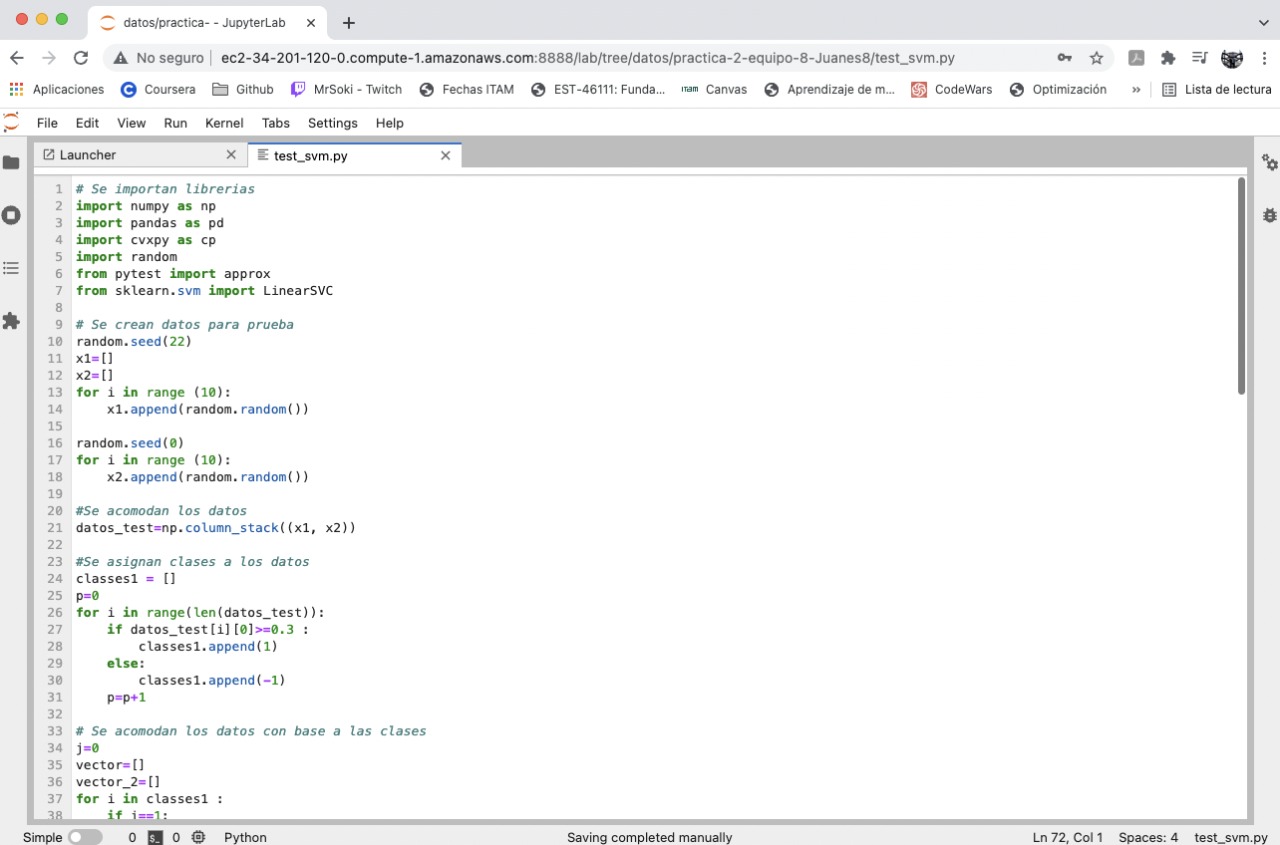 datos/practica- - JupyterLab
No seguro ec2-34-201-120-0.compute-1.amazonaws.com:8888/lab/tree/datos/practica-2-equipo-8-Juanes8/test_svm.py
Aplicaciones Coursera Github MrSoki - Twitch Fechas ITAM EST-46111: Funda... ITAM Canvas Aprendizaje de m... CodeWars Optimización » Lista de lectura
File Edit View Run Kernel Tabs Settings Help
Launcher test_svm.py
1 # Se importan librerias
2 import numpy as np
3 import pandas as pd
4 import cvxpy as cp
5 import random
6 from pytest import approx
7 from sklearn.svm import LinearSVC
8
9 # Se crean datos para prueba
10 random.seed(22)
11 x1=[]
12 x2=[]
13 for i in range (10):
14     x1.append(random.random())
15
16 random.seed(0)
17 for i in range (10):
18     x2.append(random.random())
19
20 #Se acomodan los datos
21 datos_test=np.column_stack((x1, x2))
22
23 #Se asignan clases a los datos
24 classes1 = []
25 p=0
26 for i in range(len(datos_test)):
27     if datos_test[i][0]>=0.3 :
28         classes1.append(1)
29     else:
30         classes1.append(-1)
31     p=p+1
32
33 # Se acomodan los datos con base a las clases
34 j=0
35 vector=[]
36 vector_2=[]
37 for i in classes1 :
38     if i==1:
Simple 0 $_ 0 Python Saving completed manually Ln 72, Col 1 Spaces: 4 test_svm.py